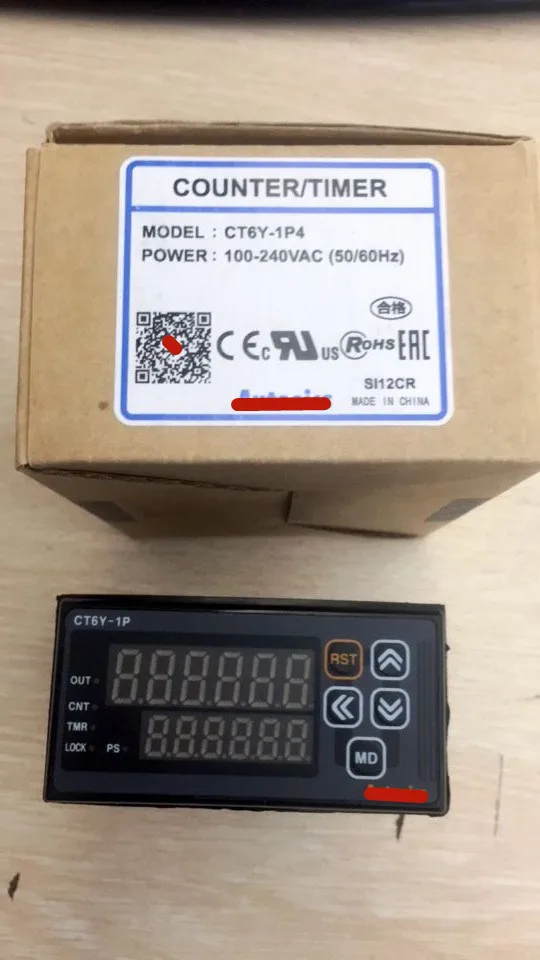 COUNTER/TIMER
MODEL : CT6Y-1P4
POWER : 100-240VAC (50/60Hz)
合格
CE c RU US RoHS EAC
SI12CR
MADE IN CHINA
CT6Y-1P
OUT
CNT
TMR
LOCK PS
RST
MD